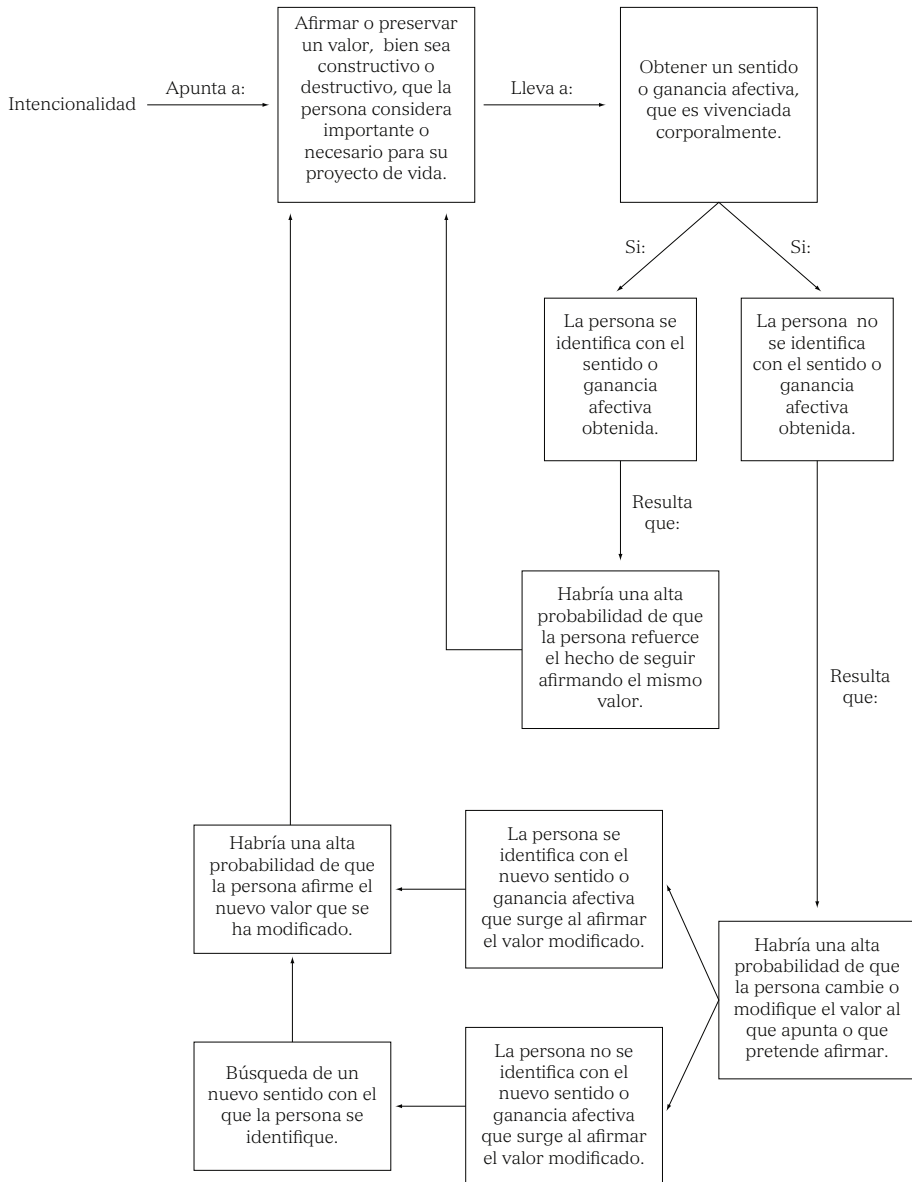 Intencionalidad
Apunta a:
Afirmar o preservar
un valor, bien sea
constructivo o
destructivo, que la
persona considera
importante o
necesario para su
proyecto de vida.
Lleva a:
Obtener un sentido
o ganancia afectiva,
que es vivenciada
corporalmente.
Si:
Si:
La persona se
identifica con el
sentido o
ganancia
afectiva
obtenida.
La persona no
se identifica
con el sentido o
ganancia
afectiva
obtenida.
Resulta
que:
Habría una alta
probabilidad de que
la persona refuerce
el hecho de seguir
afirmando el mismo
valor.
Resulta
que:
Habría una alta
probabilidad de que
la persona afirme el
nuevo valor que se
ha modificado.
La persona se
identifica con el
nuevo sentido o
ganancia afectiva
que surge al afirmar
el valor modificado.
Habría una alta
probabilidad de que
la persona cambie o
modifique el valor al
que apunta o que
pretende afirmar.
Búsqueda de un
nuevo sentido con el
que la persona se
identifique.
La persona no se
identifica con el
nuevo sentido o
ganancia afectiva
que surge al afirmar
el valor modificado.